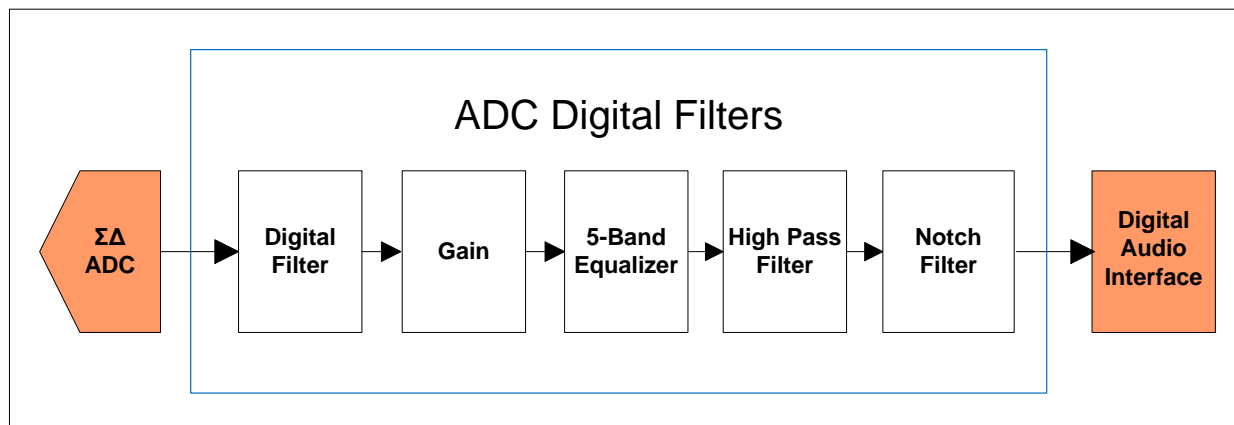 ADC Digital Filters
ΣΔ
ADC
Digital
Filter
Gain
5-Band
Equalizer
High Pass
Filter
Notch
Filter
Digital
Audio
Interface